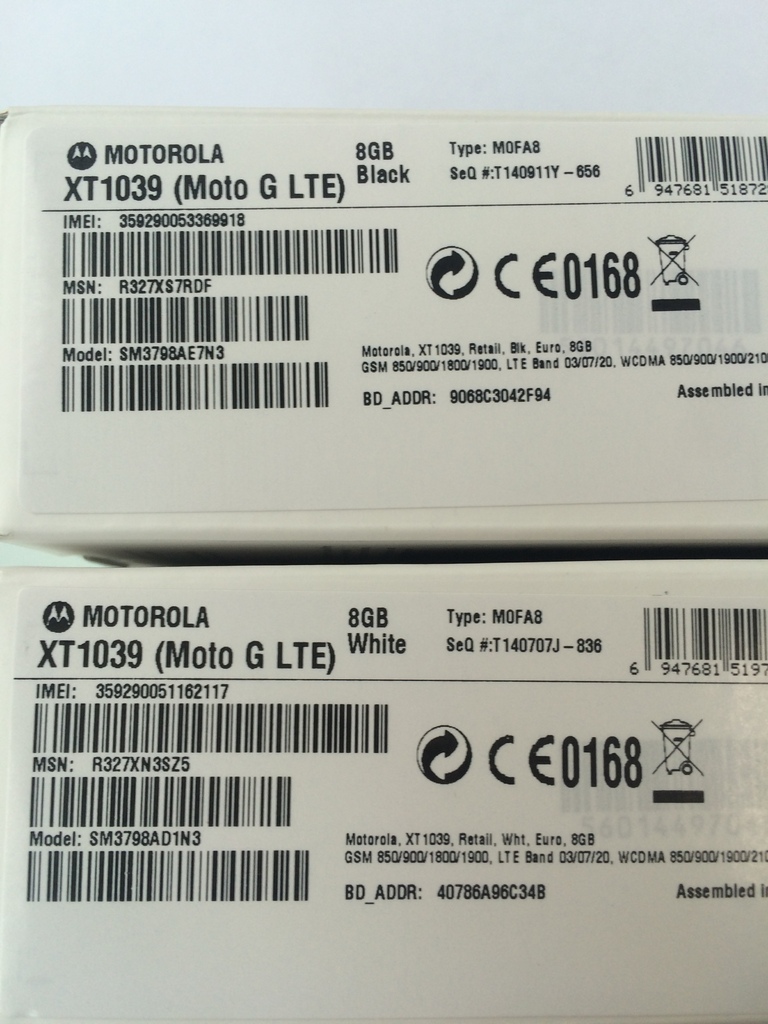 MOTOROLA 8GB Type: M0FA8
XT1039 (Moto G LTE) Black SeQ #:T140911Y-656
6 947681 51872
IMEI: 359290053369918
MSN: R327XS7RDF
CE0168
Model: SM3798AE7N3
Motorola, XT1039, Retail, Blk, Euro, 8GB
GSM 850/900/1800/1900, LTE Band 03/07/20, WCDMA 850/900/1900/210
BD_ADDR: 9068C3042F94 Assembled in
MOTOROLA 8GB Type: M0FA8
XT1039 (Moto G LTE) White SeQ #:T140707J-836
6 947681 5197
IMEI: 359290051162117
MSN: R327XN3SZ5
CE0168
Model: SM3798AD1N3
Motorola, XT1039, Retail, Wht, Euro, 8GB
GSM 850/900/1800/1900, LTE Band 03/07/20, WCDMA 850/900/1900/210
BD_ADDR: 40786A96C34B Assembled in